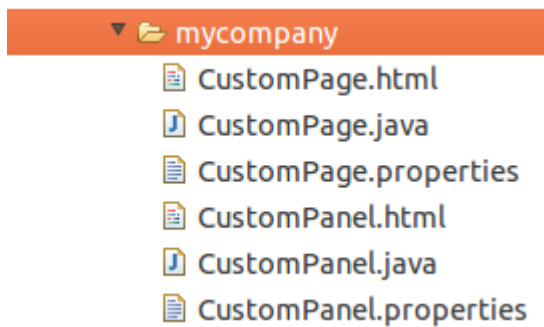 mycompany
CustomPage.html
CustomPage.java
CustomPage.properties
CustomPanel.html
CustomPanel.java
CustomPanel.properties